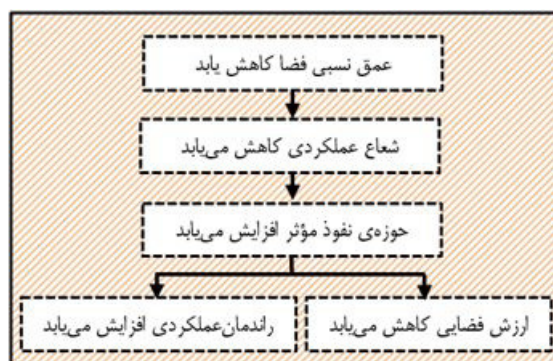 عمق نسبی فضا کاهش یابد
شعاع عملکردی کاهش می‌یابد
حوزه‌ی نفوذ مؤثر افزایش می‌یابد
ارزش فضایی کاهش می‌یابد
راندمان‌عملکردی افزایش می‌یابد